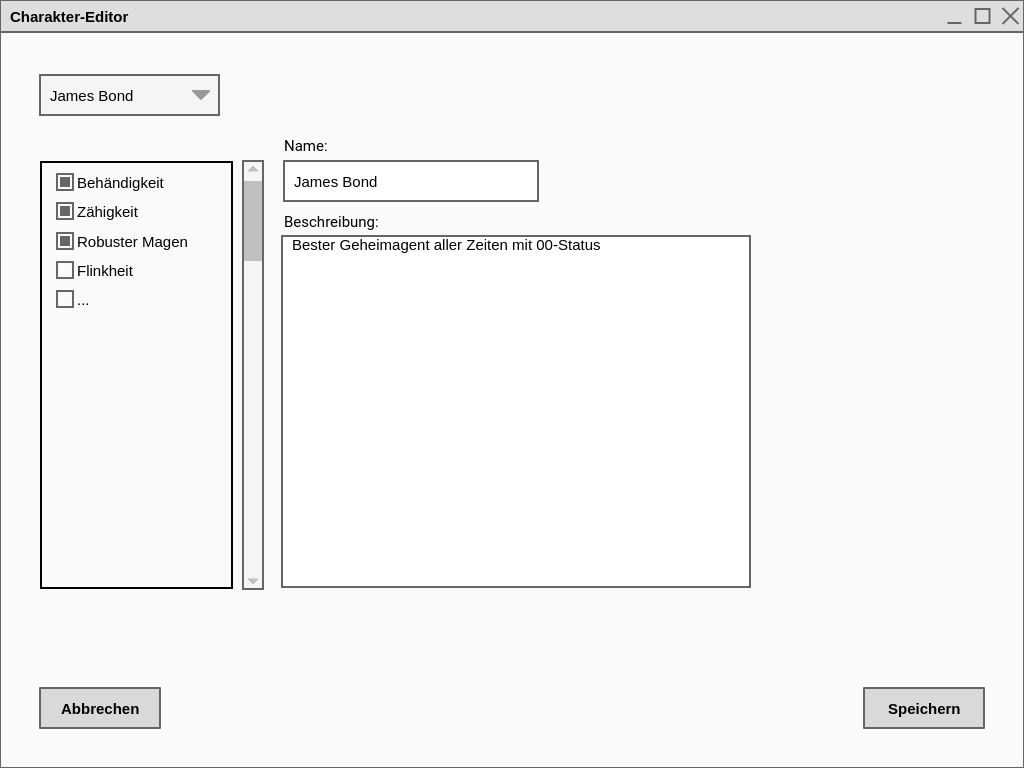 Charakter-Editor
James Bond
Name:
James Bond
Behändigkeit
Zähigkeit
Robuster Magen
Flinkheit
...
Beschreibung:
Bester Geheimagent aller Zeiten mit 00-Status
Abbrechen
Speichern